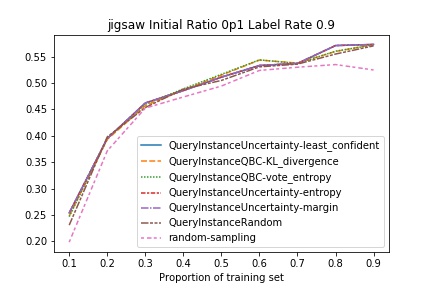 jigsaw Initial Ratio 0p1 Label Rate 0.9
0.55
0.50
0.45
0.40
0.35
0.30
0.25
0.20
QueryInstanceUncertainty-least_confident
QueryInstanceQBC-KL_divergence
QueryInstanceQBC-vote_entropy
QueryInstanceUncertainty-entropy
QueryInstanceUncertainty-margin
QueryInstanceRandom
random-sampling
0.1 0.2 0.3 0.4 0.5 0.6 0.7 0.8 0.9
Proportion of training set